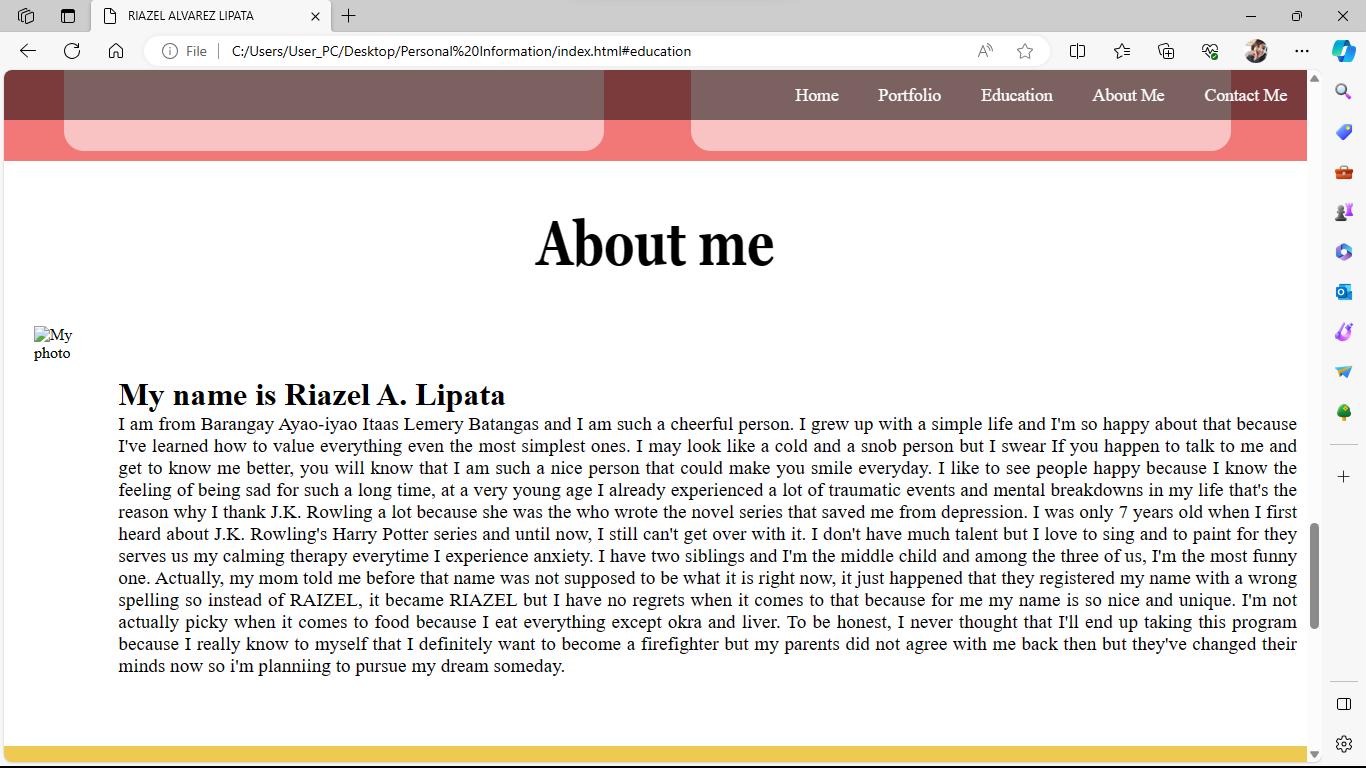 RIAZEL ALVAREZ LIPATA
File
C:/Users/User_PC/Desktop/Personal%20Information/index.html#education
Home Portfolio Education About Me Contact Me
About me
My
photo
My name is Riazel A. Lipata
I am from Barangay Ayao-iyao Itaas Lemery Batangas and I am such a cheerful person. I grew up with a simple life and I'm so happy about that because
I've learned how to value everything even the most simplest ones. I may look like a cold and a snob person but I swear If you happen to talk to me and
get to know me better, you will know that I am such a nice person that could make you smile everyday. I like to see people happy because I know the
feeling of being sad for such a long time, at a very young age I already experienced a lot of traumatic events and mental breakdowns in my life that's the
reason why I thank J.K. Rowling a lot because she was the who wrote the novel series that saved me from depression. I was only 7 years old when I first
heard about J.K. Rowling's Harry Potter series and until now, I still can't get over with it. I don't have much talent but I love to sing and to paint for they
serves us my calming therapy everytime I experience anxiety. I have two siblings and I'm the middle child and among the three of us, I'm the most funny
one. Actually, my mom told me before that name was not supposed to be what it is right now, it just happened that they registered my name with a wrong
spelling so instead of RAIZEL, it became RIAZEL but I have no regrets when it comes to that because for me my name is so nice and unique. I'm not
actually picky when it comes to food because I eat everything except okra and liver. To be honest, I never thought that I'll end up taking this program
because I really know to myself that I definitely want to become a firefighter but my parents did not agree with me back then but they've changed their
minds now so i'm planniing to pursue my dream someday.